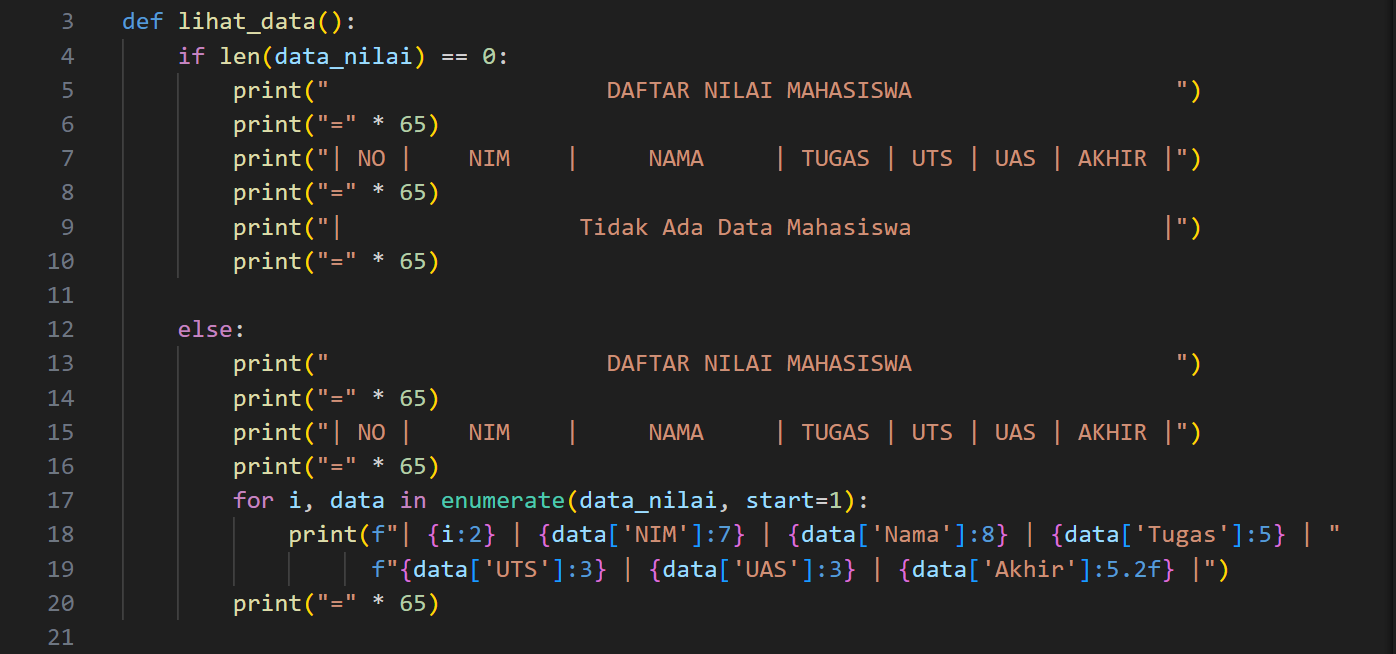 3 def lihat_data():
4     if len(data_nilai) == 0:
5         print("                    DAFTAR NILAI MAHASISWA                   ")
6         print("=" * 65)
7         print("| NO |    NIM    |     NAMA     | TUGAS | UTS | UAS | AKHIR |")
8         print("=" * 65)
9         print("|                 Tidak Ada Data Mahasiswa                  |")
10         print("=" * 65)
11
12     else:
13         print("                    DAFTAR NILAI MAHASISWA                   ")
14         print("=" * 65)
15         print("| NO |    NIM    |     NAMA     | TUGAS | UTS | UAS | AKHIR |")
16         print("=" * 65)
17         for i, data in enumerate(data_nilai, start=1):
18             print(f"| {i:2} | {data['NIM']:7} | {data['Nama']:8} | {data['Tugas']:5} | "
19                   f"{data['UTS']:3} | {data['UAS']:3} | {data['Akhir']:5.2f} |")
20         print("=" * 65)
21